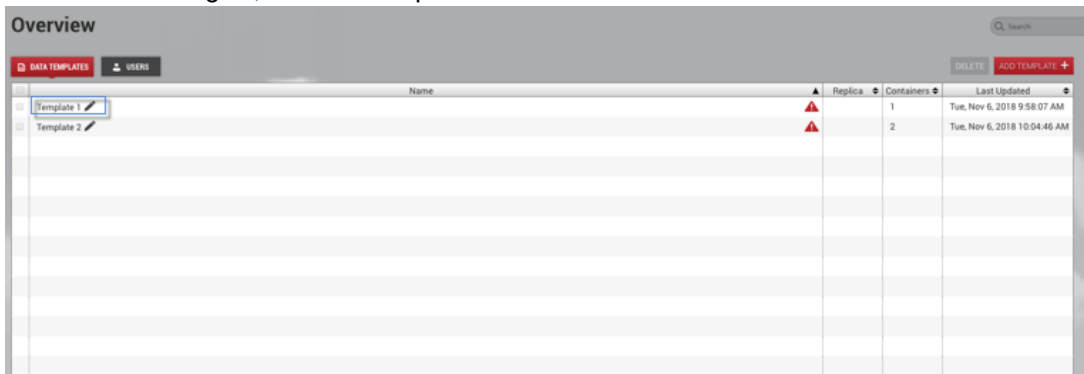 Overview
Search
DATA TEMPLATES USERS DELETE ADD TEMPLATE +
Name Replica Containers Last Updated
Template 1 1 Tue, Nov 6, 2018 9:58:07 AM
Template 2 2 Tue, Nov 6, 2018 10:04:46 AM